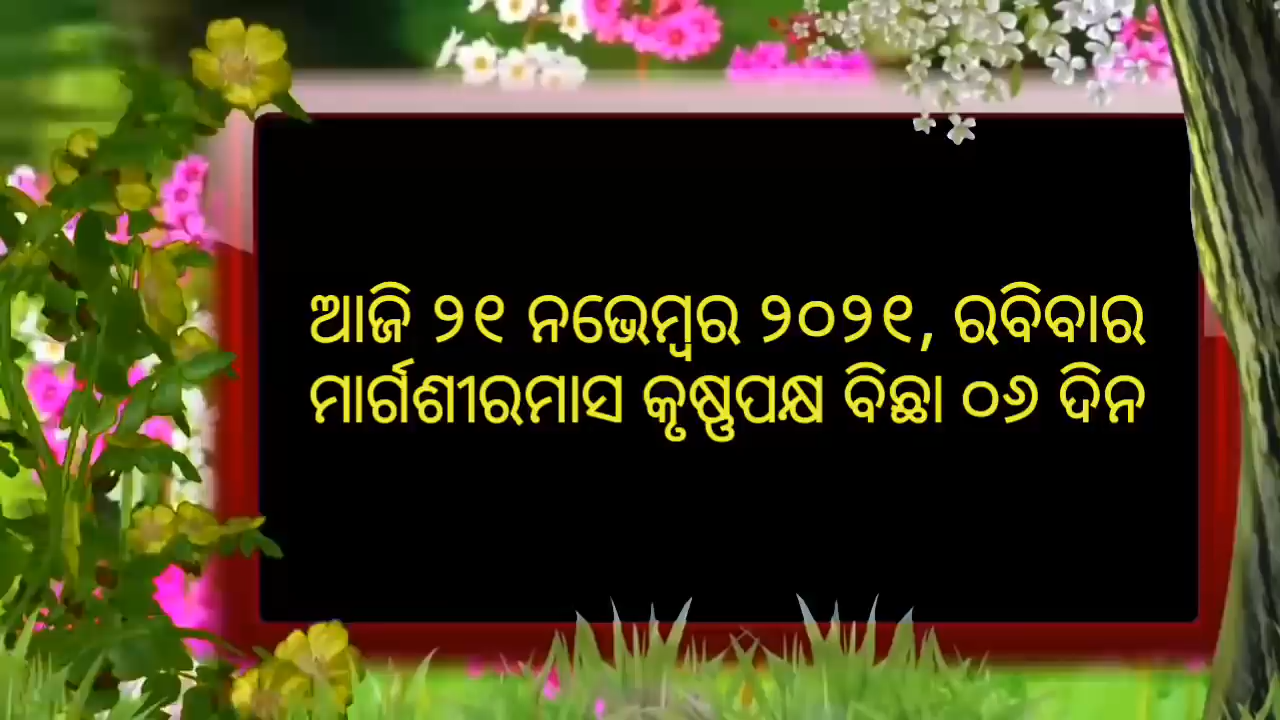 ଆଜି ୨୧ ନଭେମ୍ବର ୨୦୨୧, ରବିବାର
ମାର୍ଗଶୀରମାସ କୃଷ୍ଣପକ୍ଷ ବିଛା ୦୬ ଦିନ